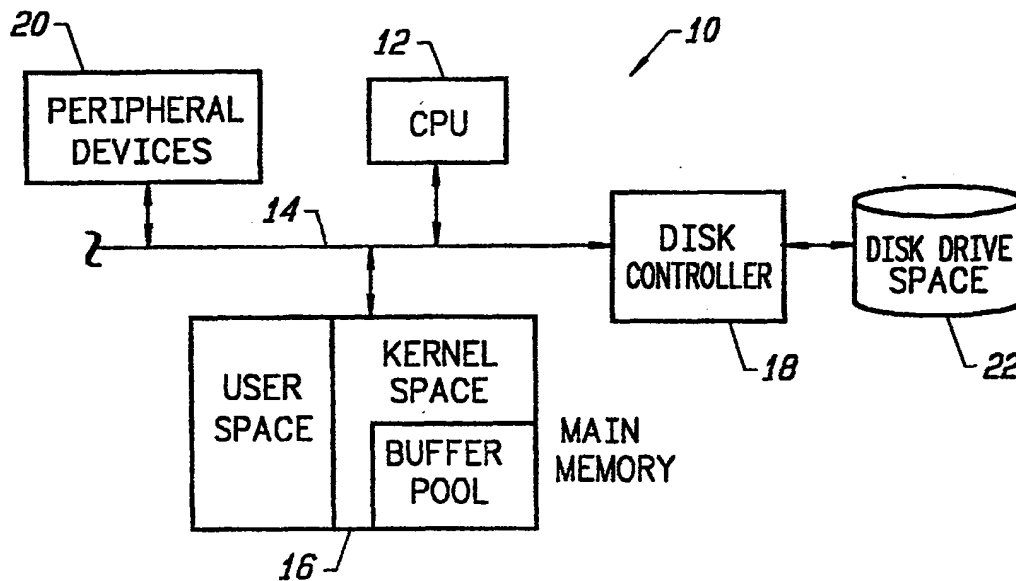 20
12
10
PERIPHERAL
DEVICES
CPU
14
DISK
CONTROLLER
DISK DRIVE
SPACE
18
22
USER
SPACE
KERNEL
SPACE
BUFFER
POOL
MAIN
MEMORY
16